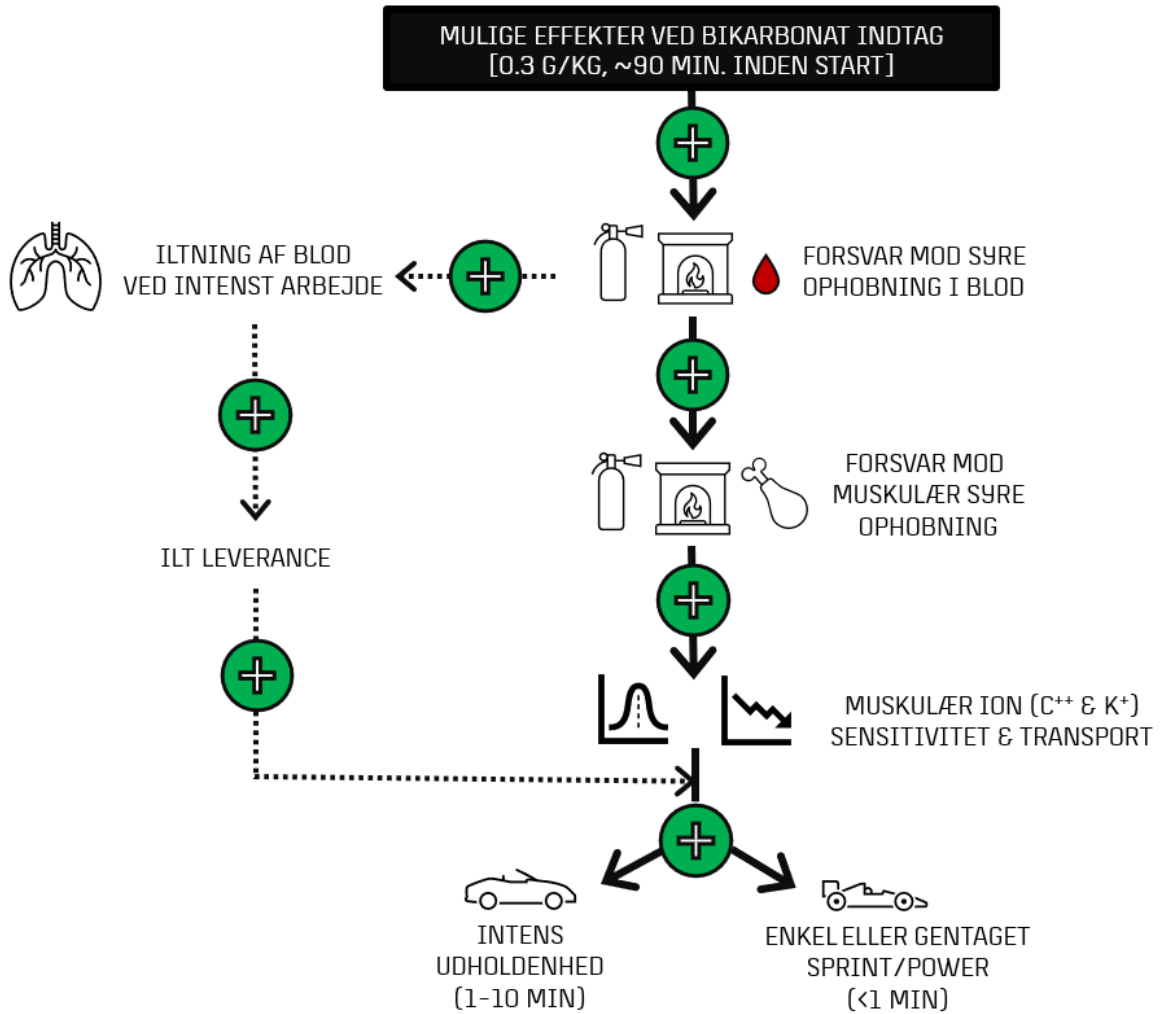 MULIGE EFFEKTER VED BIKARBONAT INDTAG
[0.3 G/KG, ~90 MIN. INDEN START]
ILTNING AF BLOD
VED INTENST ARBEJDE
FORSVAR MOD SYRE
OPHOBNING I BLOD
FORSVAR MOD
MUSKULÆR SYRE
OPHOBNING
ILT LEVERANCE
MUSKULÆR ION (C⁺⁺ & K⁺)
SENSITIVITET & TRANSPORT
INTENS
UDHOLDENHED
(1-10 MIN)
ENKEL ELLER GENTAGET
SPRINT/POWER
(<1 MIN)